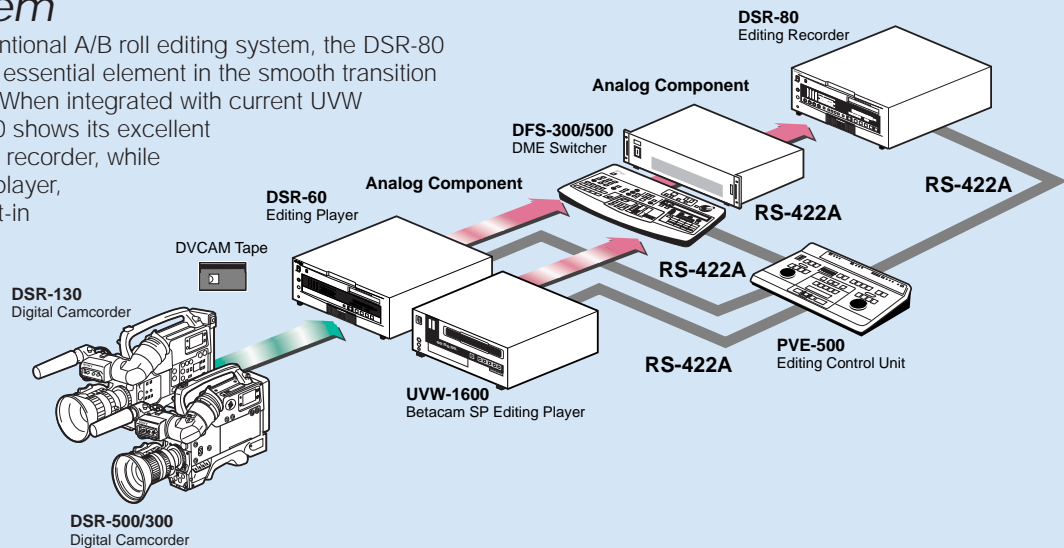 ntional A/B roll editing system, the DSR-80
essential element in the smooth transition
When integrated with current UVW
0 shows its excellent
recorder, while
player,
t-in
DSR-80
Editing Recorder
Analog Component
DFS-300/500
DME Switcher
RS-422A
RS-422A
Analog Component
DSR-60
Editing Player
DVCAM Tape
RS-422A
DSR-130
Digital Camcorder
PVE-500
Editing Control Unit
RS-422A
UVW-1600
Betacam SP Editing Player
DSR-500/300
Digital Camcorder